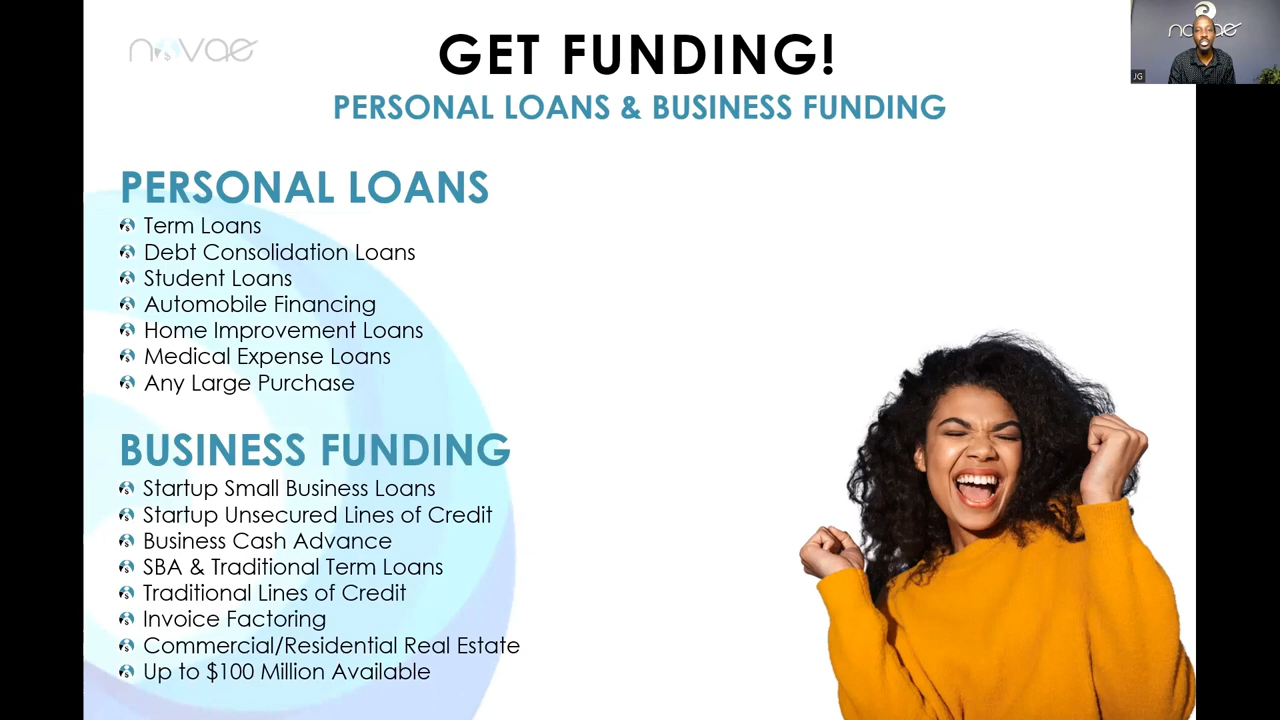 novae
GET FUNDING!
PERSONAL LOANS & BUSINESS FUNDING
novae
JG
PERSONAL LOANS
Term Loans
Debt Consolidation Loans
Student Loans
Automobile Financing
Home Improvement Loans
Medical Expense Loans
Any Large Purchase
BUSINESS FUNDING
Startup Small Business Loans
Startup Unsecured Lines of Credit
Business Cash Advance
SBA & Traditional Term Loans
Traditional Lines of Credit
Invoice Factoring
Commercial/Residential Real Estate
Up to $100 Million Available